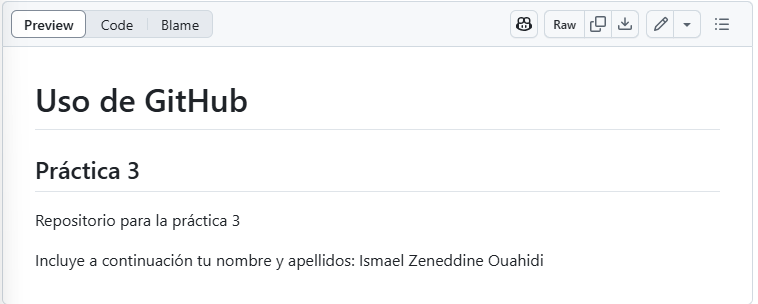 Preview Code Blame Raw
Uso de GitHub
Práctica 3
Repositorio para la práctica 3
Incluye a continuación tu nombre y apellidos: Ismael Zeneddine Ouahidi